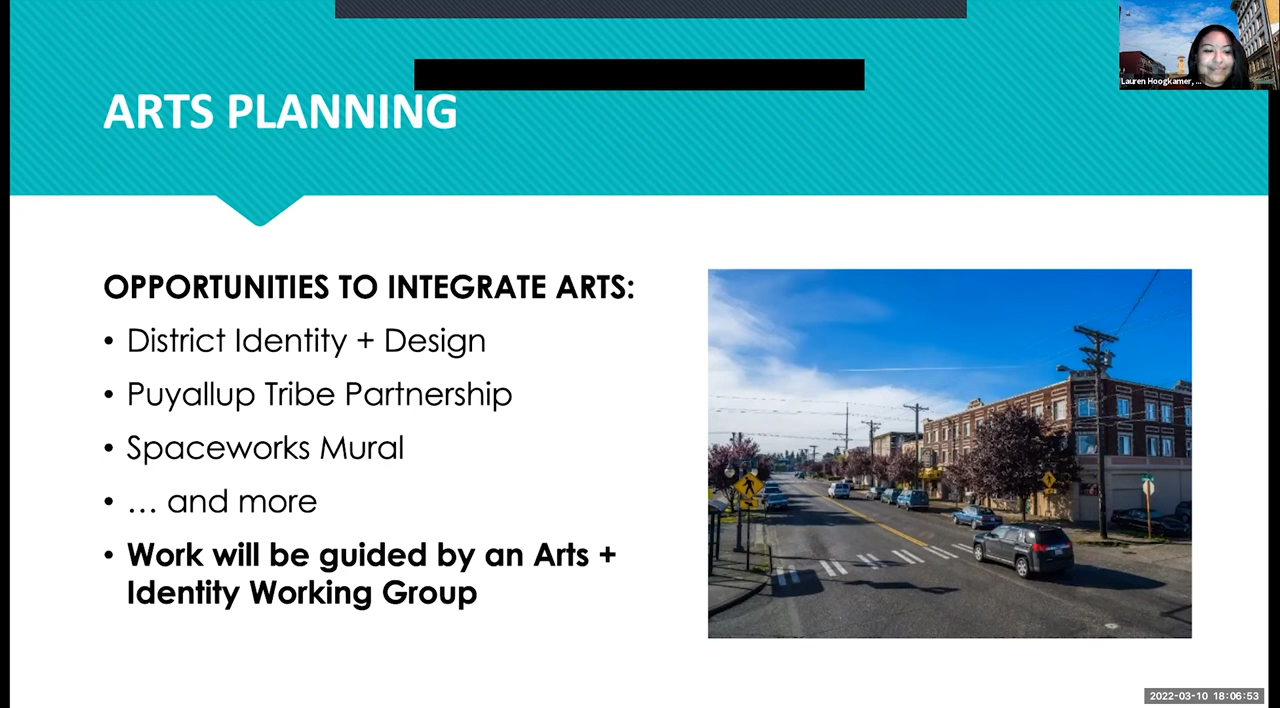 Lauren Hoogkamer, ...
ARTS PLANNING
OPPORTUNITIES TO INTEGRATE ARTS:
• District Identity + Design
• Puyallup Tribe Partnership
• Spaceworks Mural
• ... and more
• Work will be guided by an Arts +
Identity Working Group
2022-03-10 18:06:53